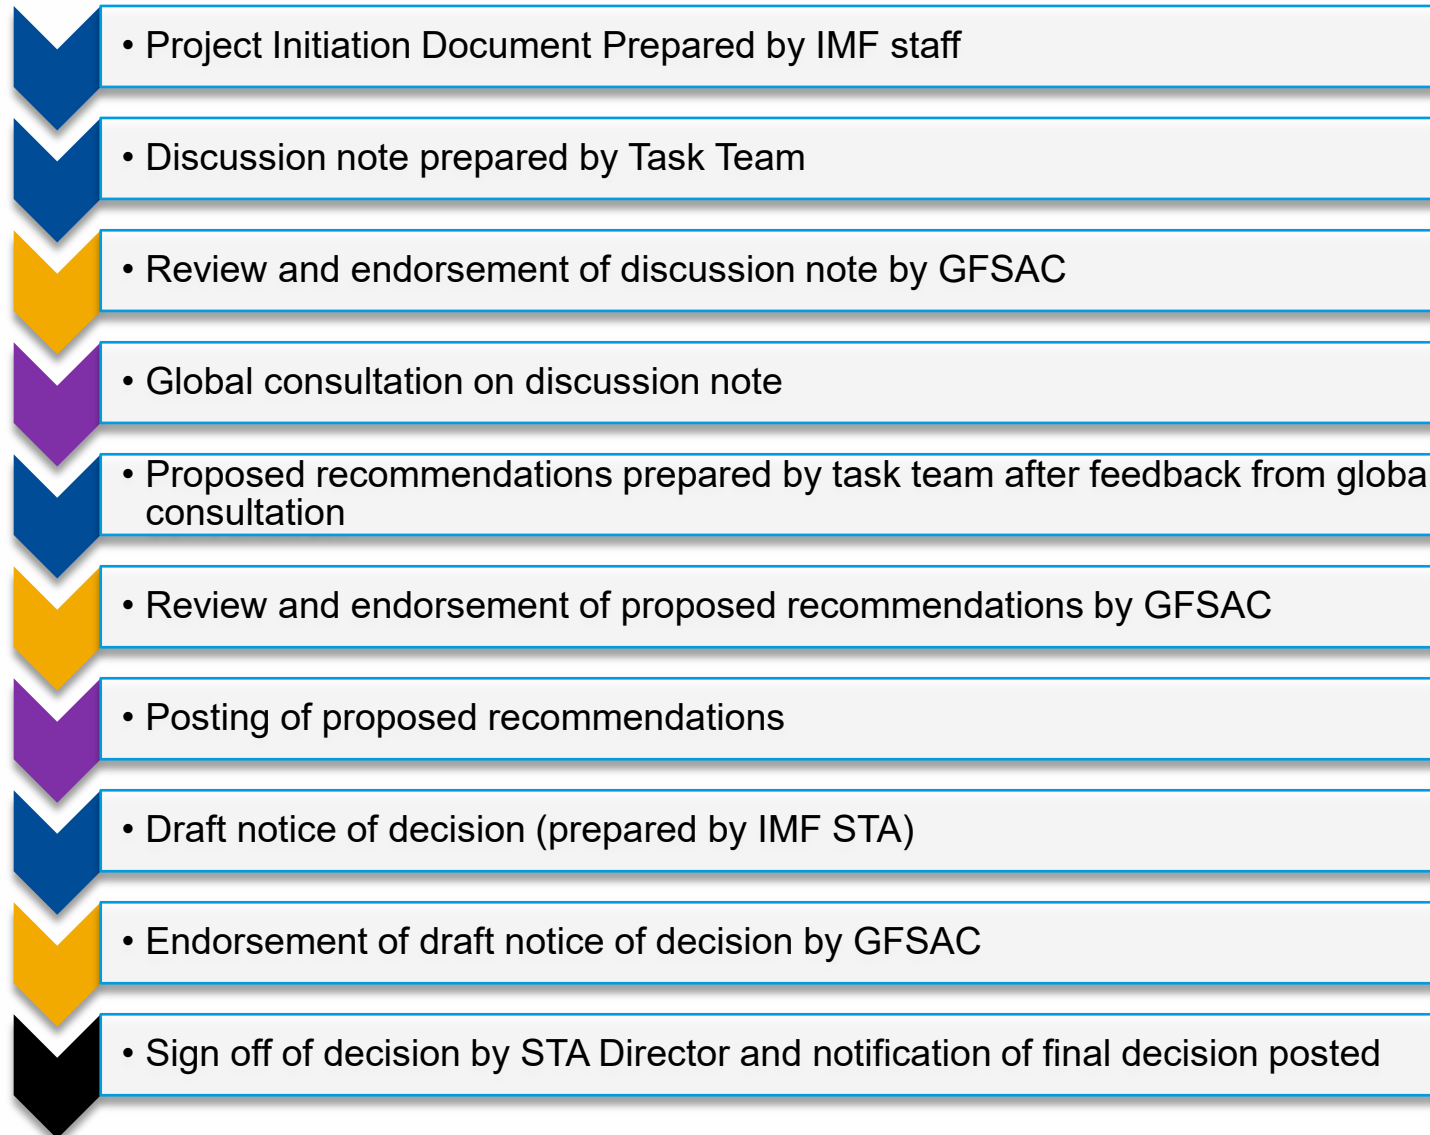 • Project Initiation Document Prepared by IMF staff
• Discussion note prepared by Task Team
• Review and endorsement of discussion note by GFSAC
• Global consultation on discussion note
• Proposed recommendations prepared by task team after feedback from globa
consultation
• Review and endorsement of proposed recommendations by GFSAC
• Posting of proposed recommendations
• Draft notice of decision (prepared by IMF STA)
• Endorsement of draft notice of decision by GFSAC
• Sign off of decision by STA Director and notification of final decision posted